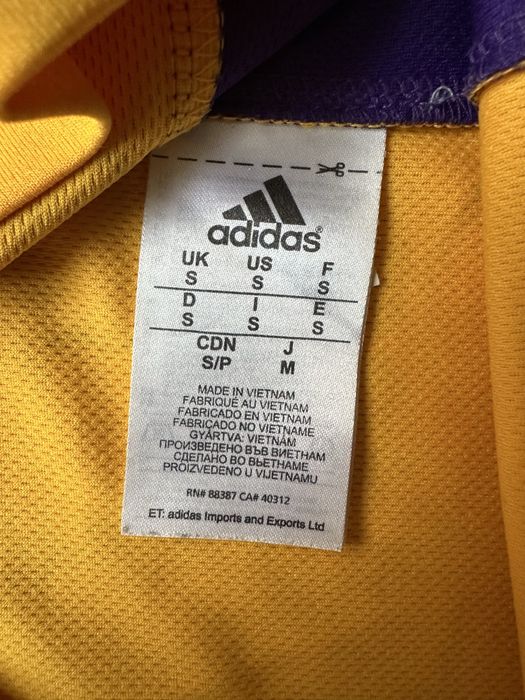 adidas®
UK US F
S S S
D I E
S S S
CDN J
S/P M
MADE IN VIETNAM
FABRIQUÉ AU VIETNAM
FABRICADO EN VIETNAM
FABRICADO NO VIETNAME
GYÁRTVA: VIETNÁM
ПРОИЗВЕДЕНО ВЪВ ВИЕТНАМ
СДЕЛАНО ВО ВЬЕТНАМЕ
PROIZVEDENO U VIJETNAMU
RN# 88387 CA# 40312
ET: adidas Imports and Exports Ltd